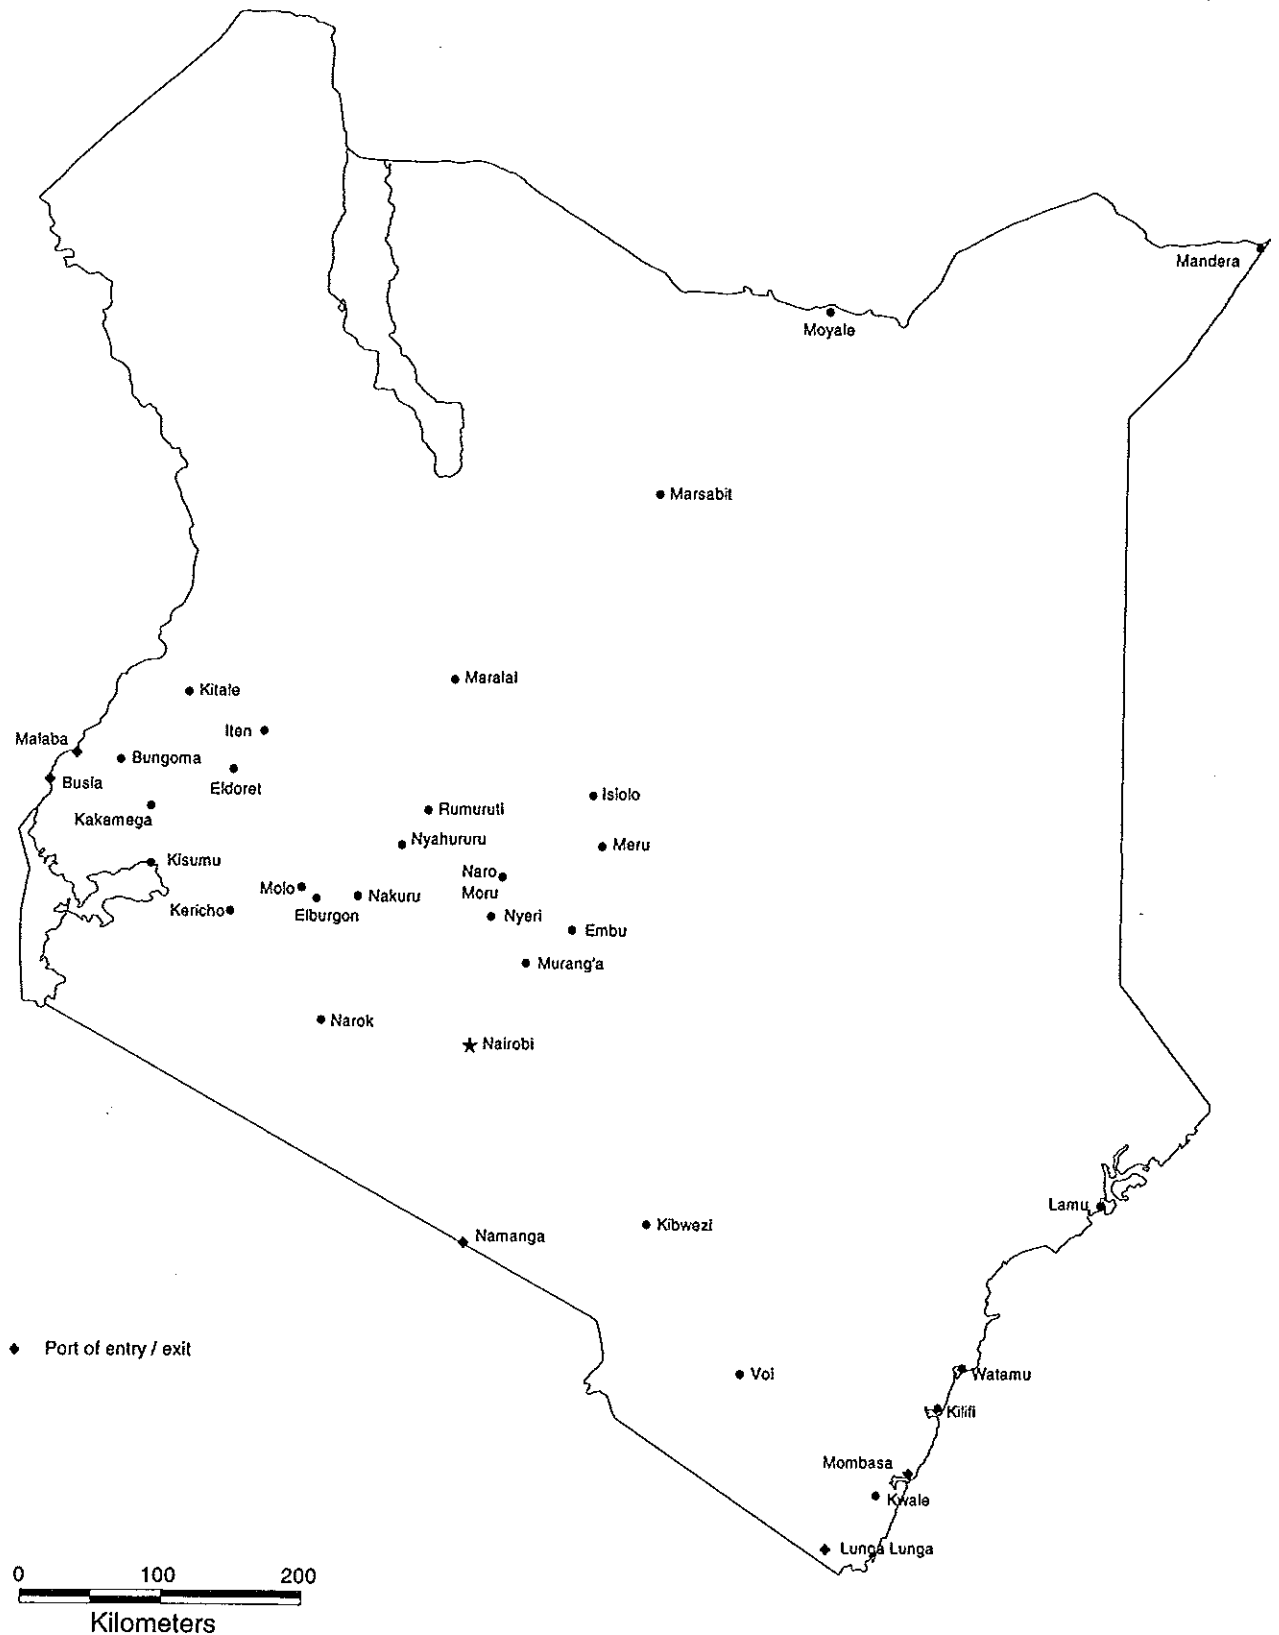 Mandera
Moyale
Marsabit
Maralal
Kitale
Iten
Malaba
Bungoma
Busia
Eldoret
Isiolo
Rumuruti
Kakamega
Nyahururu
Meru
Kisumu
Naro
Moru
Molo
Nakuru
Elburgon
Kericho
Nyeri
Embu
Murang'a
Narok
Nairobi
Lamu
Kibwezi
Namanga
Port of entry / exit
Voi
Watamu
Kilifi
Mombasa
Kwale
Lunga Lunga
0 100 200
Kilometers